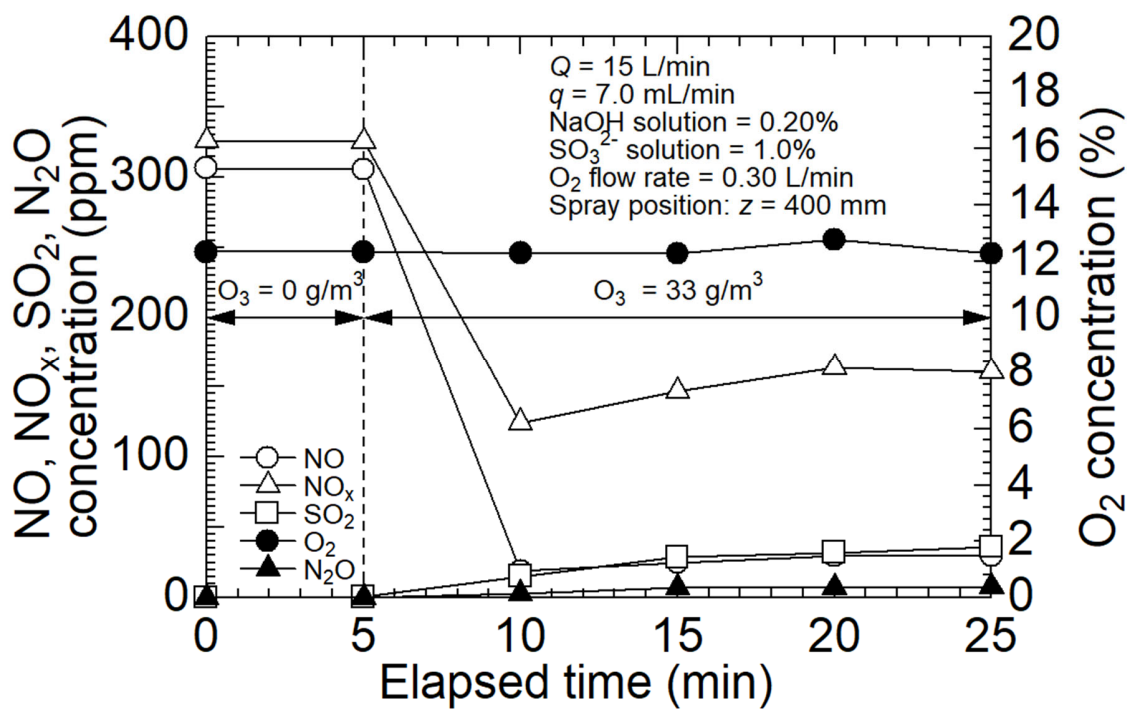 NO, NOx, SO2, N2O
concentration (ppm)
400
300
200
100
0
Q = 15 L/min
q = 7.0 mL/min
NaOH solution = 0.20%
SO3 2- solution = 1.0%
O2 flow rate = 0.30 L/min
Spray position: z = 400 mm
O3 = 0 g/m3
O3 = 33 g/m3
NO
NOx
SO2
O2
N2O
20
18
16
14
12
10
8
6
4
2
0
O2 concentration (%)
0 5 10 15 20 25
Elapsed time (min)